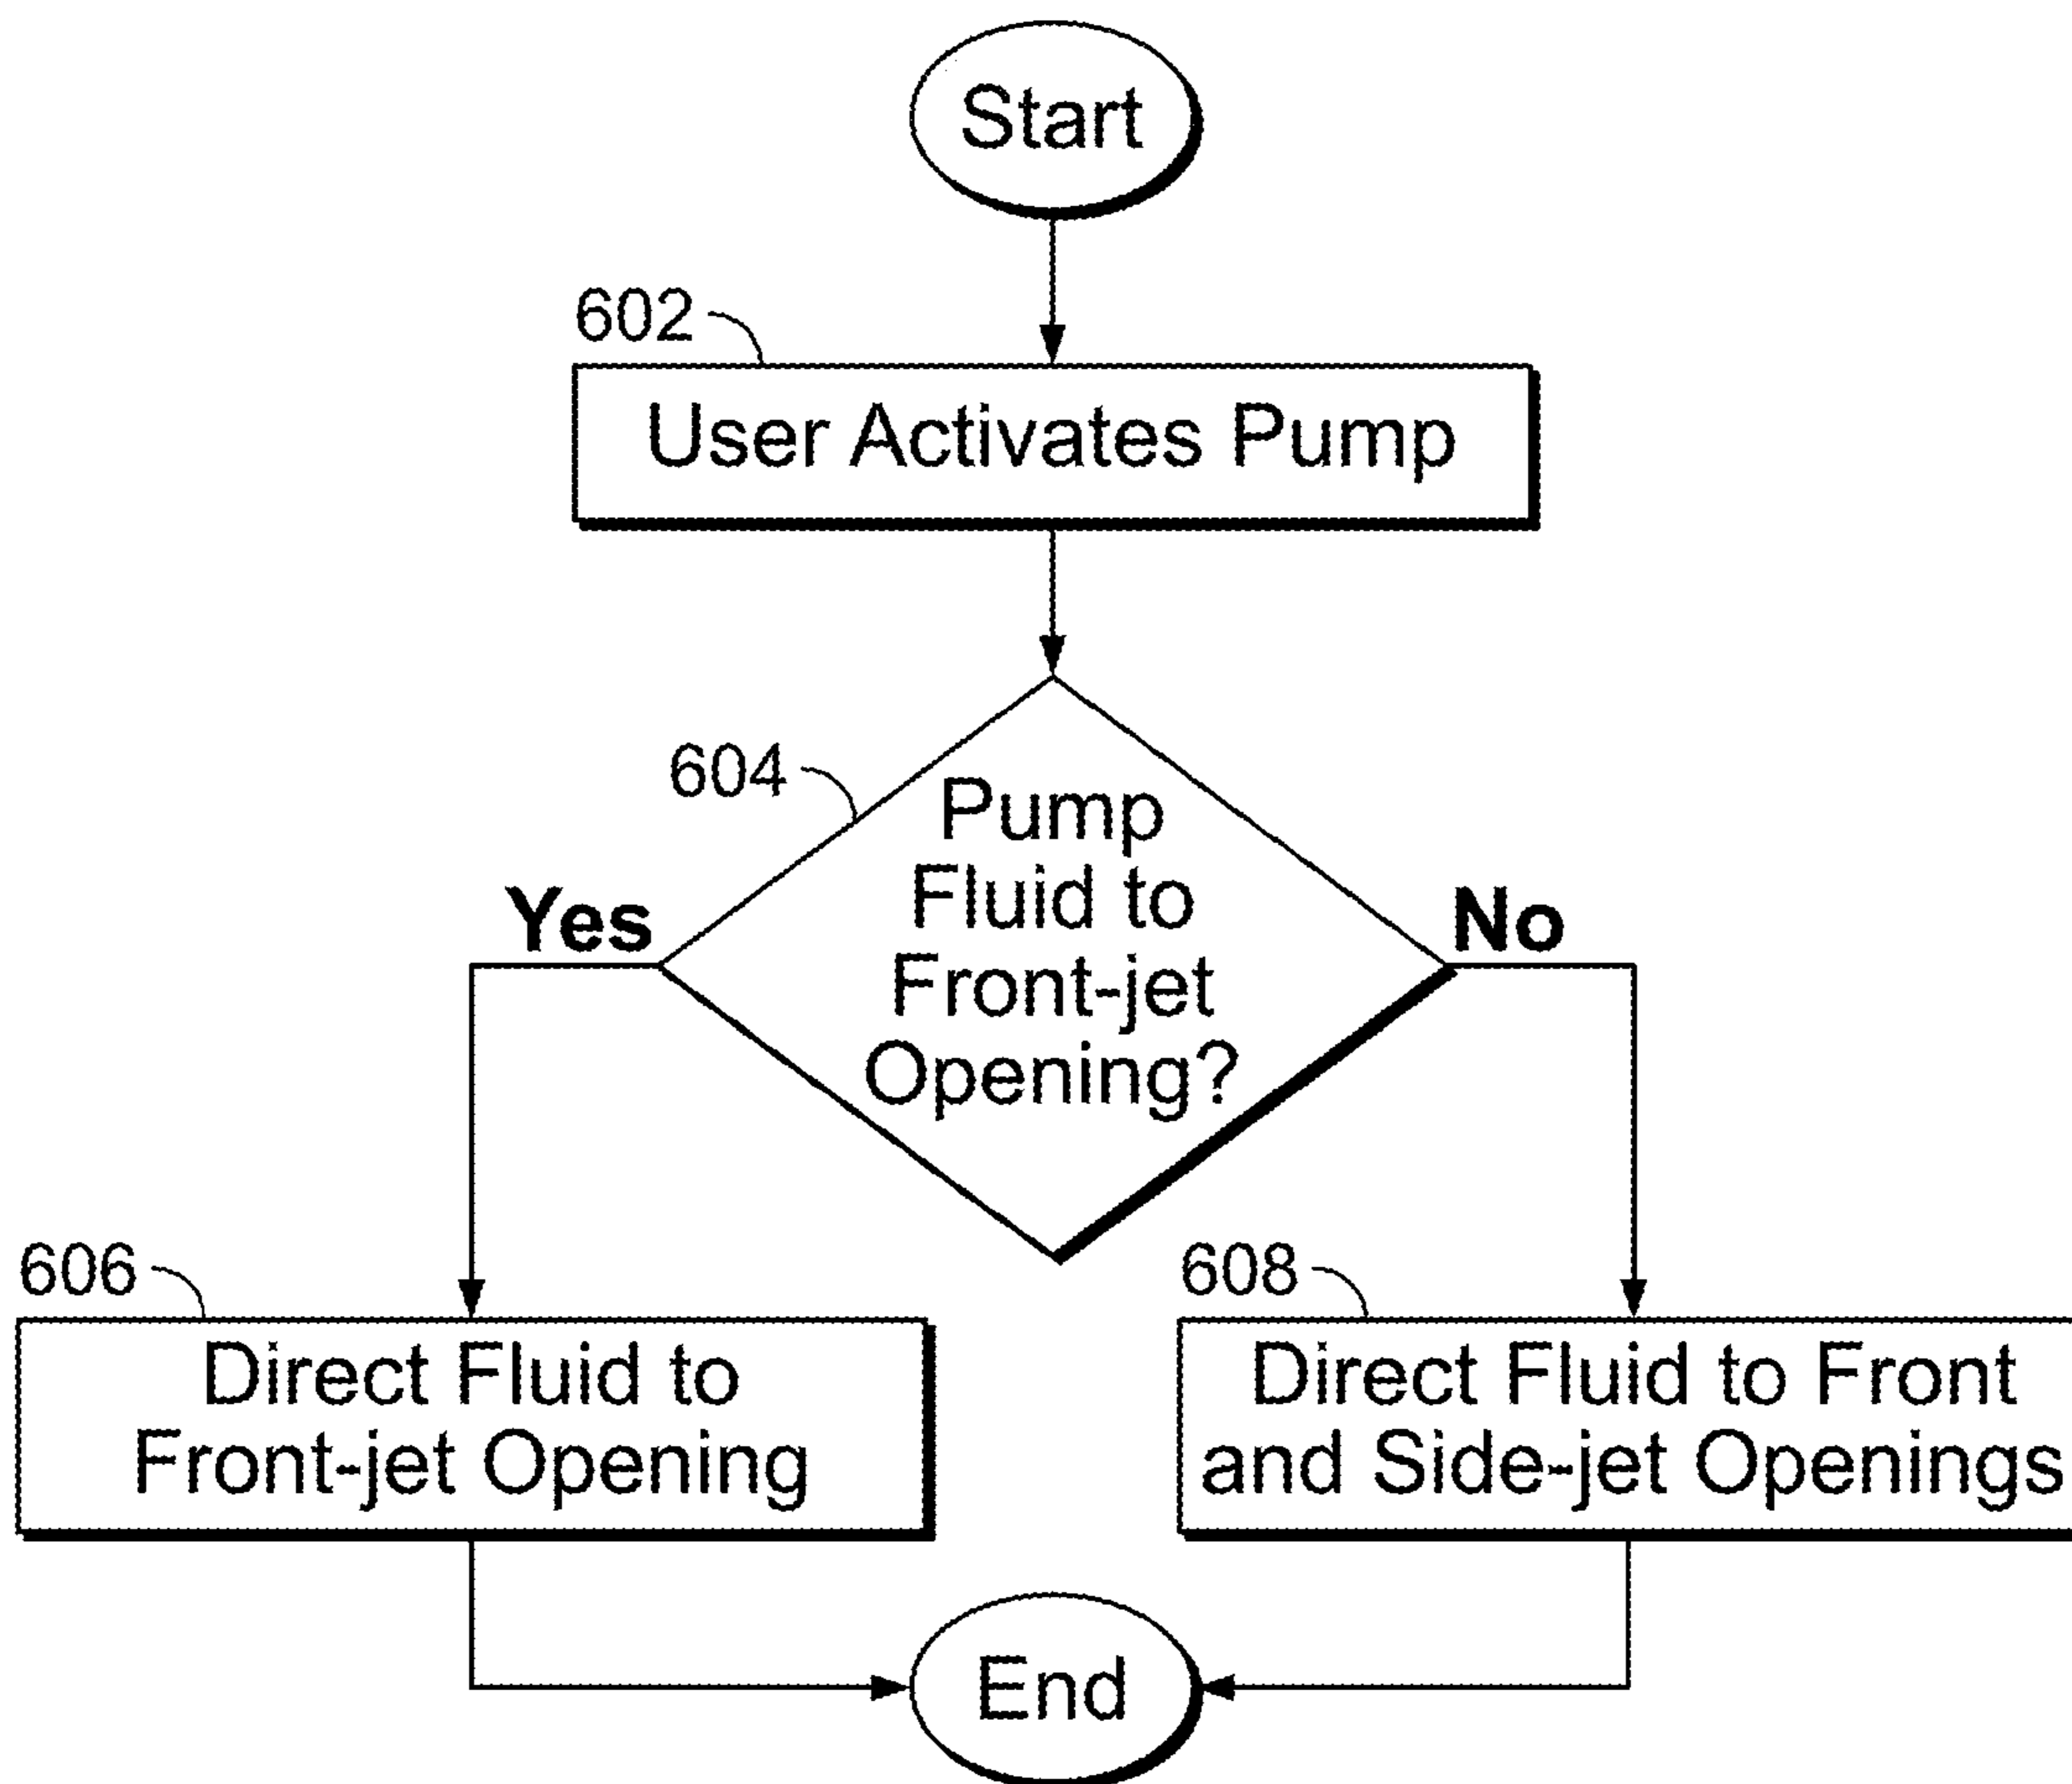 Start
602
User Activates Pump
604
Pump
Fluid to
Front-jet
Opening?
Yes
No
606
Direct Fluid to
Front-jet Opening
608
Direct Fluid to Front
and Side-jet Openings
End